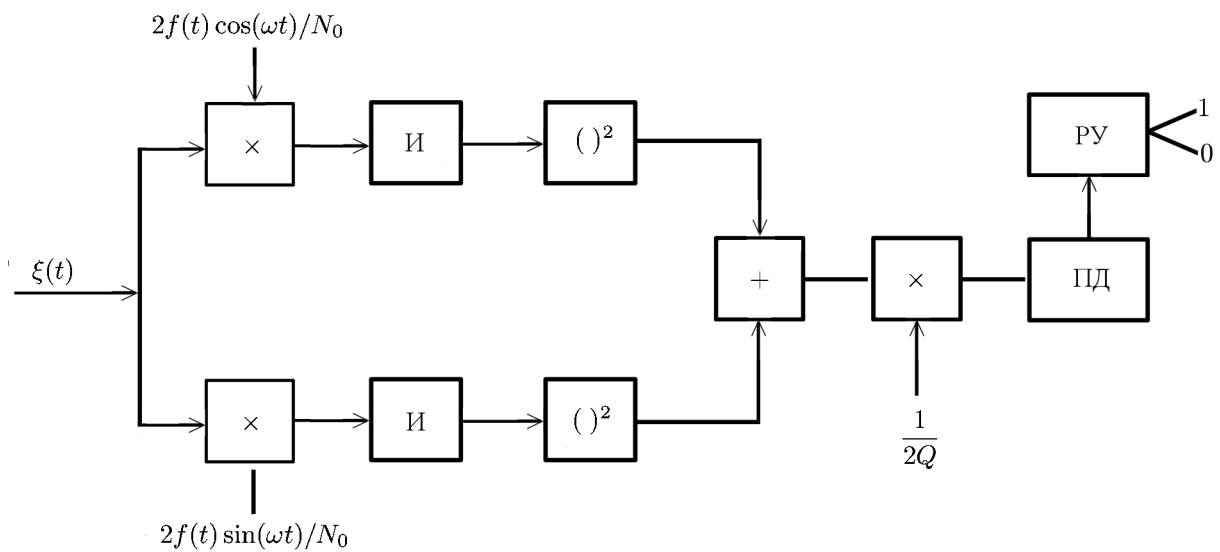 2f(t) cos(ωt)/N₀
× И ( )²
РУ 1
0
ξ(t)
+ × ПД
× И ( )²
1
2Q
2f(t) sin(ωt)/N₀